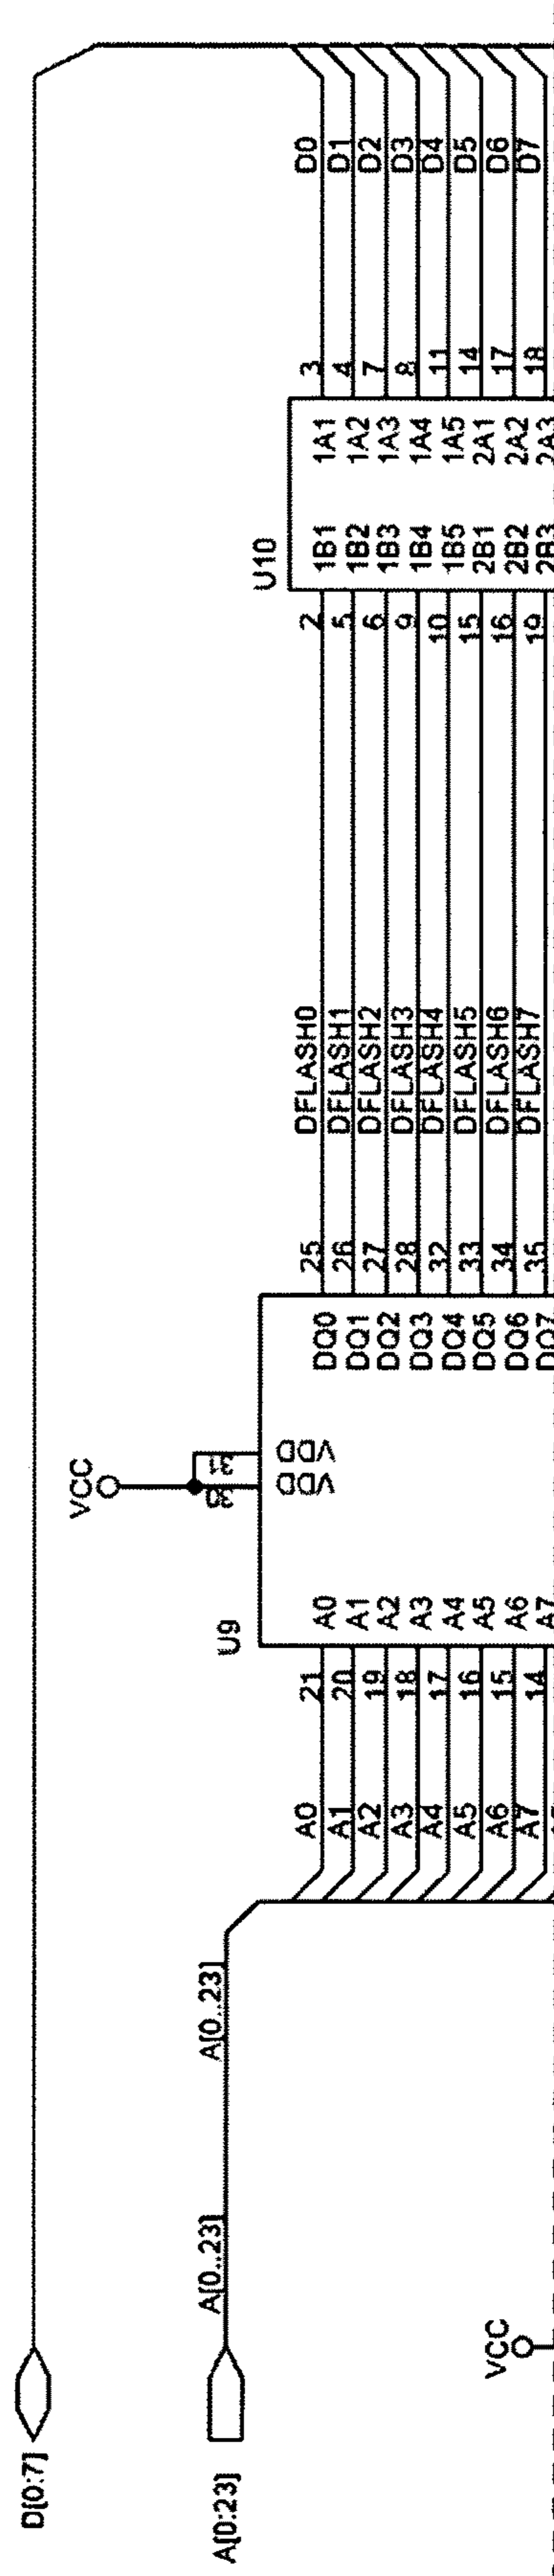 D[0:7]
A[0:23]
A[0..23]
A[0..23]
VCC
VCC
U9
U10
VDD
VDD
31
A0 21 A0 DQ0 25 DFLASH0 2 1B1 1A1 3 D0
A1 20 A1 DQ1 26 DFLASH1 5 1B2 1A2 4 D1
A2 19 A2 DQ2 27 DFLASH2 6 1B3 1A3 7 D2
A3 18 A3 DQ3 28 DFLASH3 9 1B4 1A4 8 D3
A4 17 A4 DQ4 32 DFLASH4 10 1B5 1A5 11 D4
A5 16 A5 DQ5 33 DFLASH5 15 2B1 2A1 14 D5
A6 15 A6 DQ6 34 DFLASH6 16 2B2 2A2 17 D6
A7 14 A7 DQ7 35 DFLASH7 19 2B3 2A3 18 D7